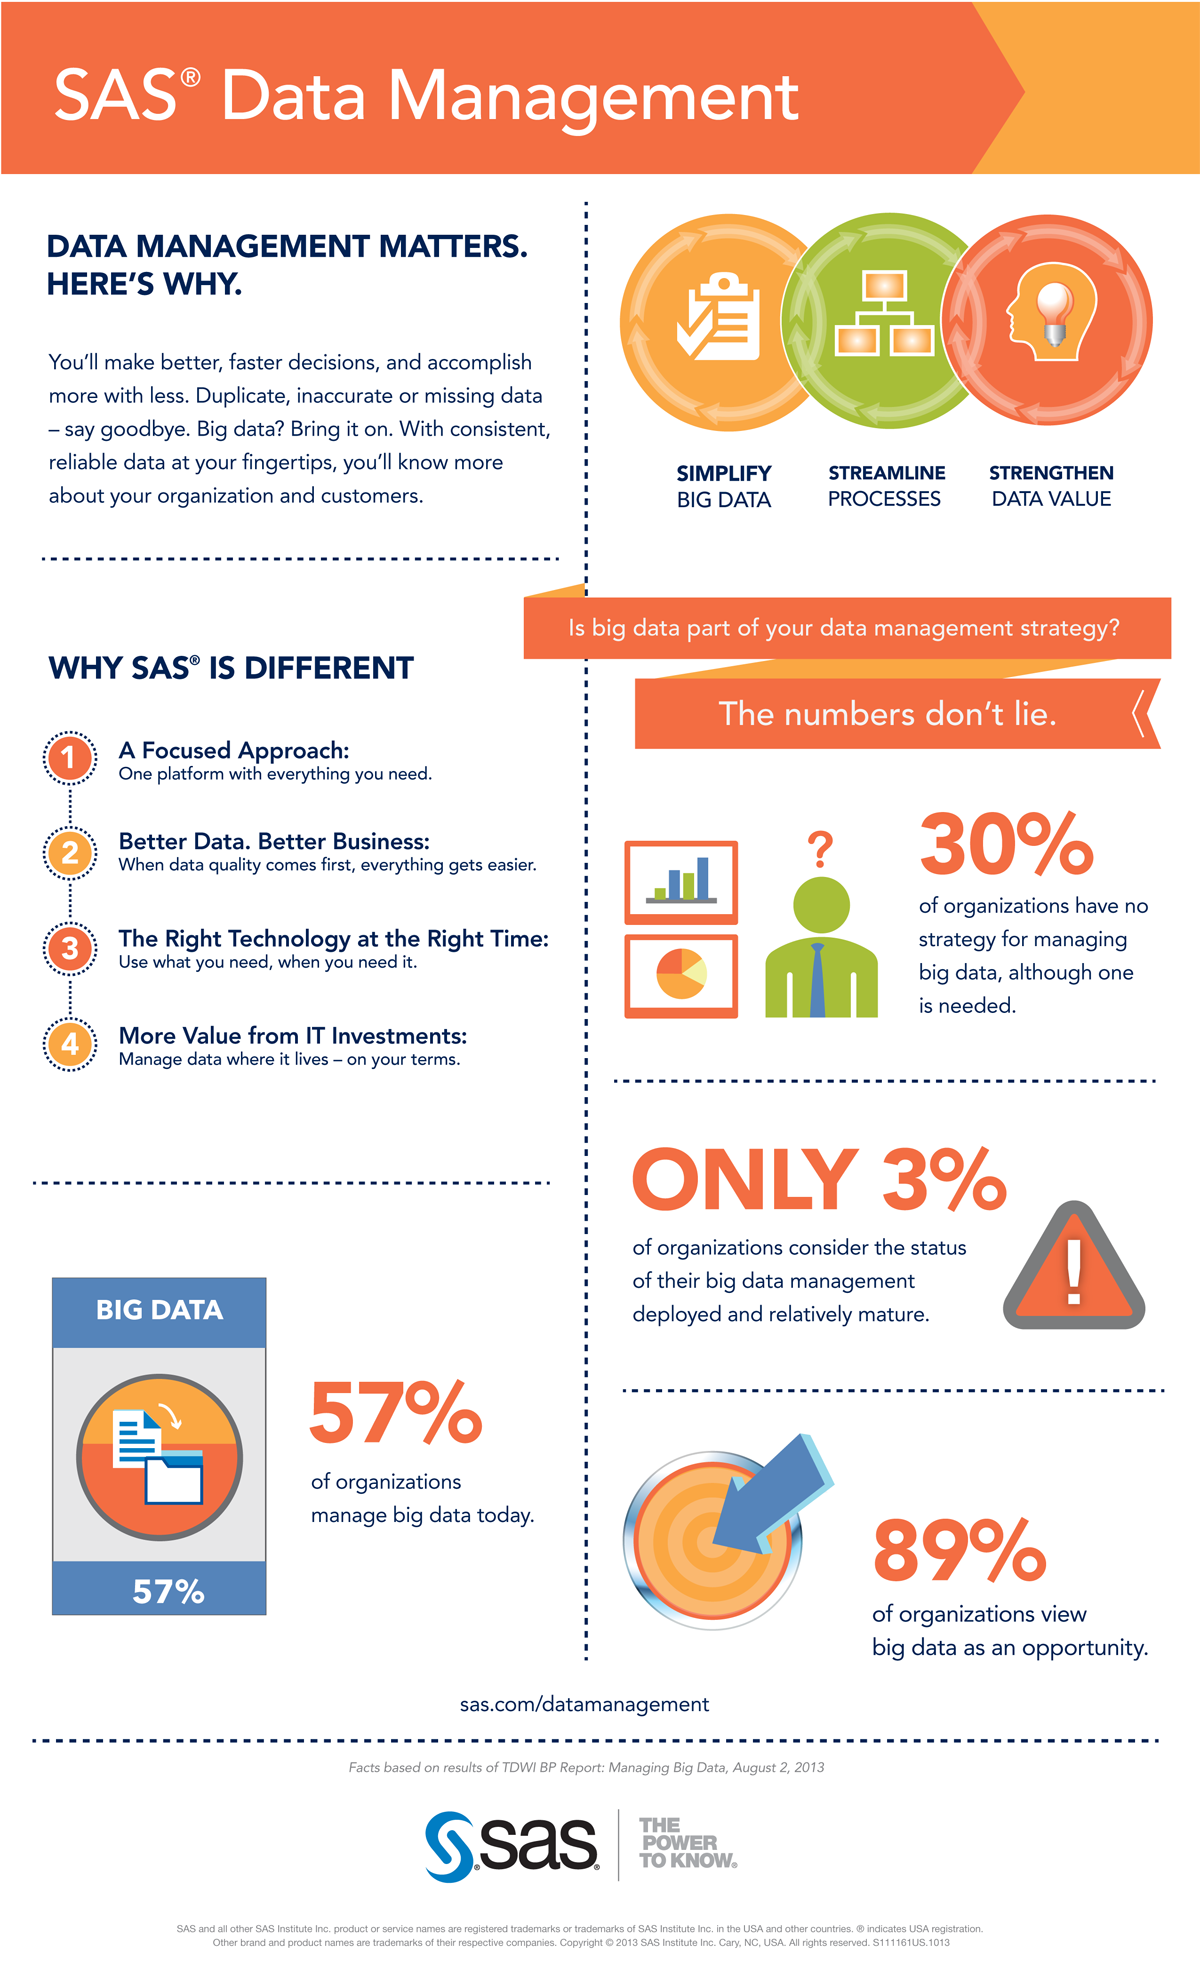 SAS® Data Management
DATA MANAGEMENT MATTERS.
HERE'S WHY.
You'll make better, faster decisions, and accomplish
more with less. Duplicate, inaccurate or missing data
– say goodbye. Big data? Bring it on. With consistent,
reliable data at your fingertips, you'll know more
about your organization and customers.
SIMPLIFY
BIG DATA
STREAMLINE
PROCESSES
STRENGTHEN
DATA VALUE
WHY SAS® IS DIFFERENT
1
A Focused Approach:
One platform with everything you need.
2
Better Data. Better Business:
When data quality comes first, everything gets easier.
3
The Right Technology at the Right Time:
Use what you need, when you need it.
4
More Value from IT Investments:
Manage data where it lives – on your terms.
Is big data part of your data management strategy?
The numbers don't lie.
?
30%
of organizations have no
strategy for managing
big data, although one
is needed.
ONLY 3%
of organizations consider the status
of their big data management
deployed and relatively mature.
!
BIG DATA
57%
57%
of organizations
manage big data today.
89%
of organizations view
big data as an opportunity.
sas.com/datamanagement
Facts based on results of TDWI BP Report: Managing Big Data, August 2, 2013
sas®
THE
POWER
TO KNOW®
SAS and all other SAS Institute Inc. product or service names are registered trademarks or trademarks of SAS Institute Inc. in the USA and other countries. ® indicates USA registration.
Other brand and product names are trademarks of their respective companies. Copyright © 2013 SAS Institute Inc. Cary, NC, USA. All rights reserved. S111161US.1013